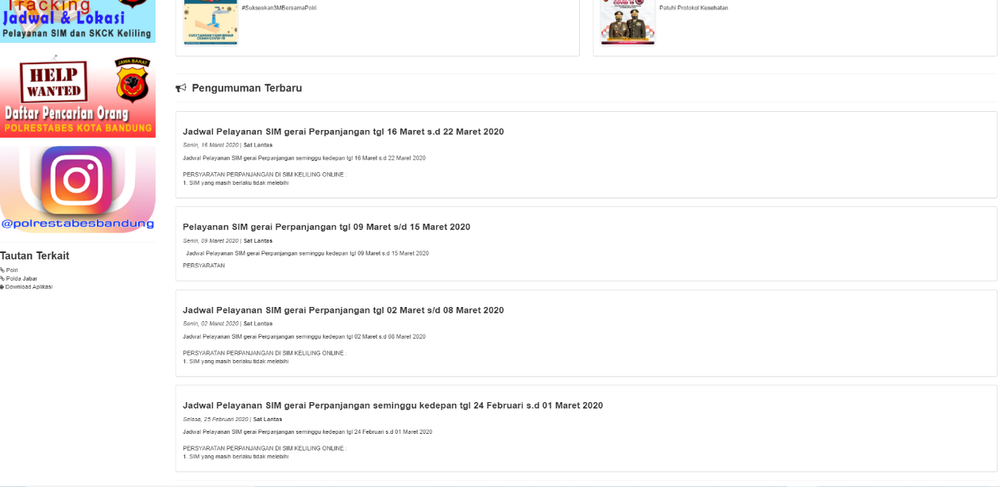 Tracking
Jadwal & Lokasi
Pelayanan SIM dan SKCK Keliling
#Sukseskan3MBersamaPolri
CUCI TANGAN YANG BENAR
CEGAH COVID-19
COVID 19
Patuhi Protokol Kesehatan
HELP
WANTED
JAWA BARAT
Daftar Pencarian Orang
POLRESTABES KOTA BANDUNG
@polrestabesbandung
Tautan Terkait
Polri
Polda Jabar
Download Aplikasi
Pengumuman Terbaru
Jadwal Pelayanan SIM gerai Perpanjangan tgl 16 Maret s.d 22 Maret 2020
Senin, 16 Maret 2020 | Sat Lantas
Jadwal Pelayanan SIM gerai Perpanjangan seminggu kedepan tgl 16 Maret s.d 22 Maret 2020
PERSYARATAN PERPANJANGAN DI SIM KELILING ONLINE :
1. SIM yang masih berlaku tidak melebihi
Pelayanan SIM gerai Perpanjangan tgl 09 Maret s/d 15 Maret 2020
Senin, 09 Maret 2020 | Sat Lantas
Jadwal Pelayanan SIM gerai Perpanjangan seminggu kedepan tgl 09 Maret s.d 15 Maret 2020
PERSYARATAN
Jadwal Pelayanan SIM gerai Perpanjangan tgl 02 Maret s/d 08 Maret 2020
Senin, 02 Maret 2020 | Sat Lantas
Jadwal Pelayanan SIM gerai Perpanjangan seminggu kedepan tgl 02 Maret s.d 08 Maret 2020
PERSYARATAN PERPANJANGAN DI SIM KELILING ONLINE :
1. SIM yang masih berlaku tidak melebihi
Jadwal Pelayanan SIM gerai Perpanjangan seminggu kedepan tgl 24 Februari s.d 01 Maret 2020
Selasa, 25 Februari 2020 | Sat Lantas
Jadwal Pelayanan SIM gerai Perpanjangan seminggu kedepan tgl 24 Februari s.d 01 Maret 2020
PERSYARATAN PERPANJANGAN DI SIM KELILING ONLINE :
1. SIM yang masih berlaku tidak melebihi